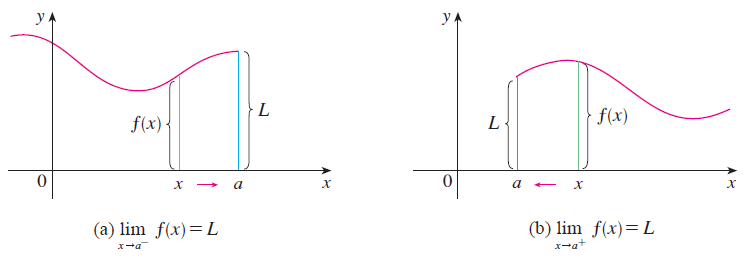 y
L
f(x)
0
x
→
a
x
(a) lim f(x) = L
x→a⁻
y
L
f(x)
0
a
←
x
x
(b) lim f(x) = L
x→a⁺